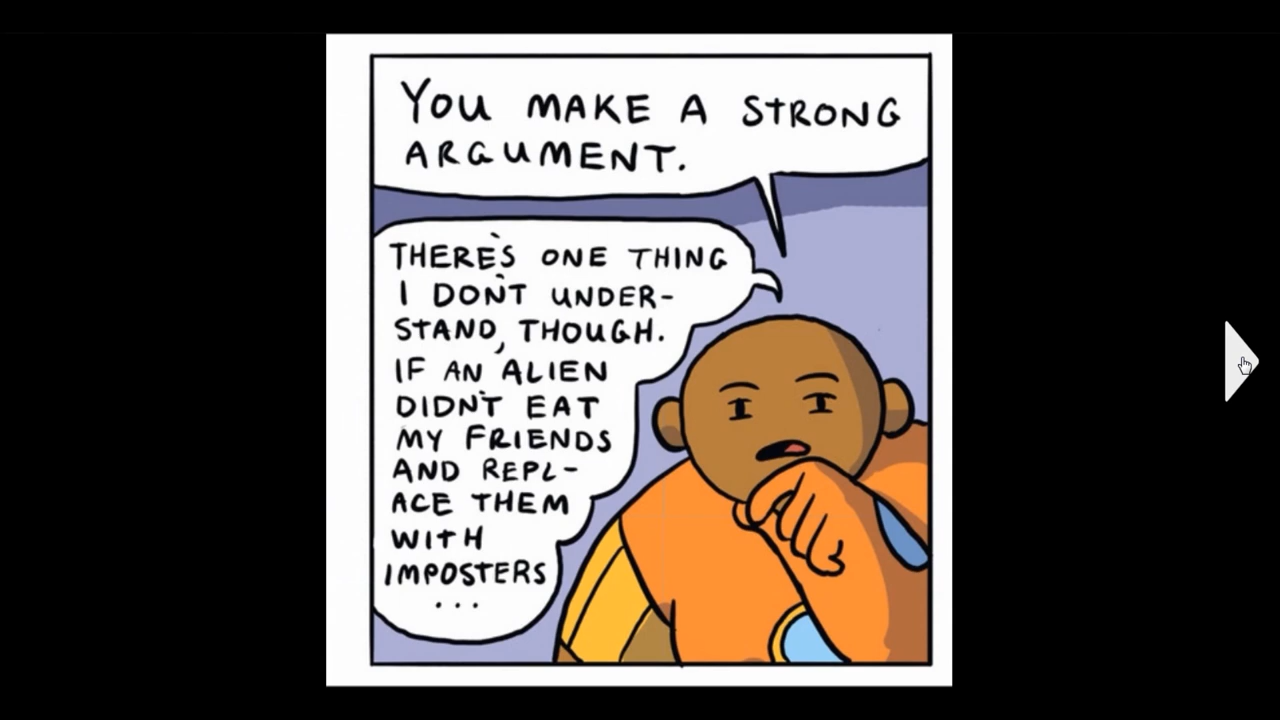 YOU MAKE A STRONG
ARGUMENT.
THERE'S ONE THING
I DON'T UNDER-
STAND, THOUGH.
IF AN ALIEN
DIDN'T EAT
MY FRIENDS
AND REPL-
ACE THEM
WITH
IMPOSTERS
...